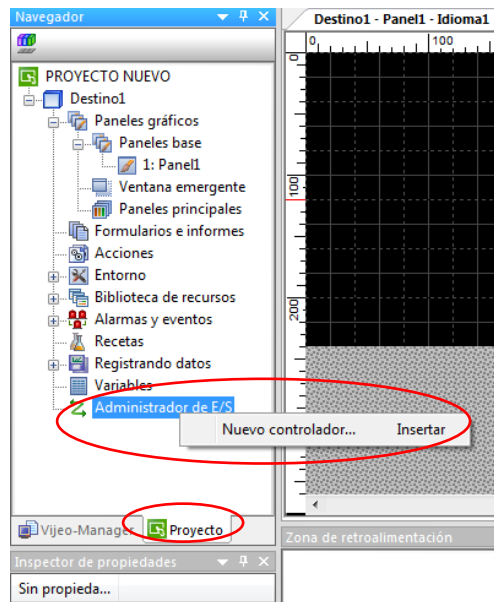 Navegador
PROYECTO NUEVO
Destino1
Paneles gráficos
Paneles base
1: Panel1
Ventana emergente
Paneles principales
Formularios e informes
Acciones
Entorno
Biblioteca de recursos
Alarmas y eventos
Recetas
Registrando datos
Variables
Administrador de E/S
Nuevo controlador... Insertar
Vijeo-Manager Proyecto
Inspector de propiedades
Sin propieda...
Destino1 - Panel1 - Idioma1
0 100
0
100
200
Zona de retroalimentación